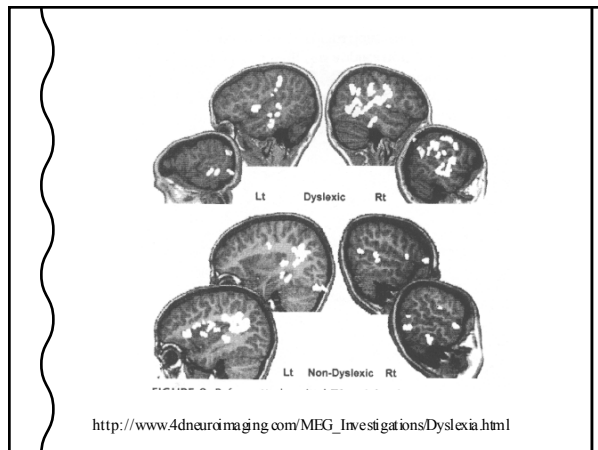 Lt Dyslexic Rt
Lt Non-Dyslexic Rt
http://www.4dneuroimaging.com/MEG_Investigations/Dyslexia.html